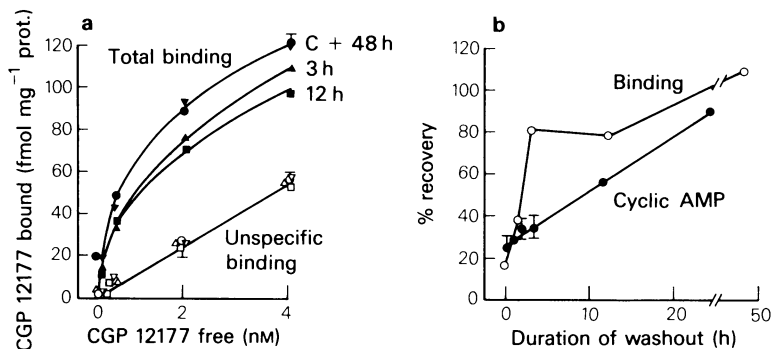 a
CGP 12177 bound (fmol mg⁻¹ prot.)
120
100
80
60
40
20
0
Total binding
C + 48 h
3 h
12 h
Unspecific
binding
0
2
4
CGP 12177 free (nM)
b
% recovery
120
100
80
60
40
20
0
Binding
Cyclic AMP
0
10
20
50
Duration of washout (h)